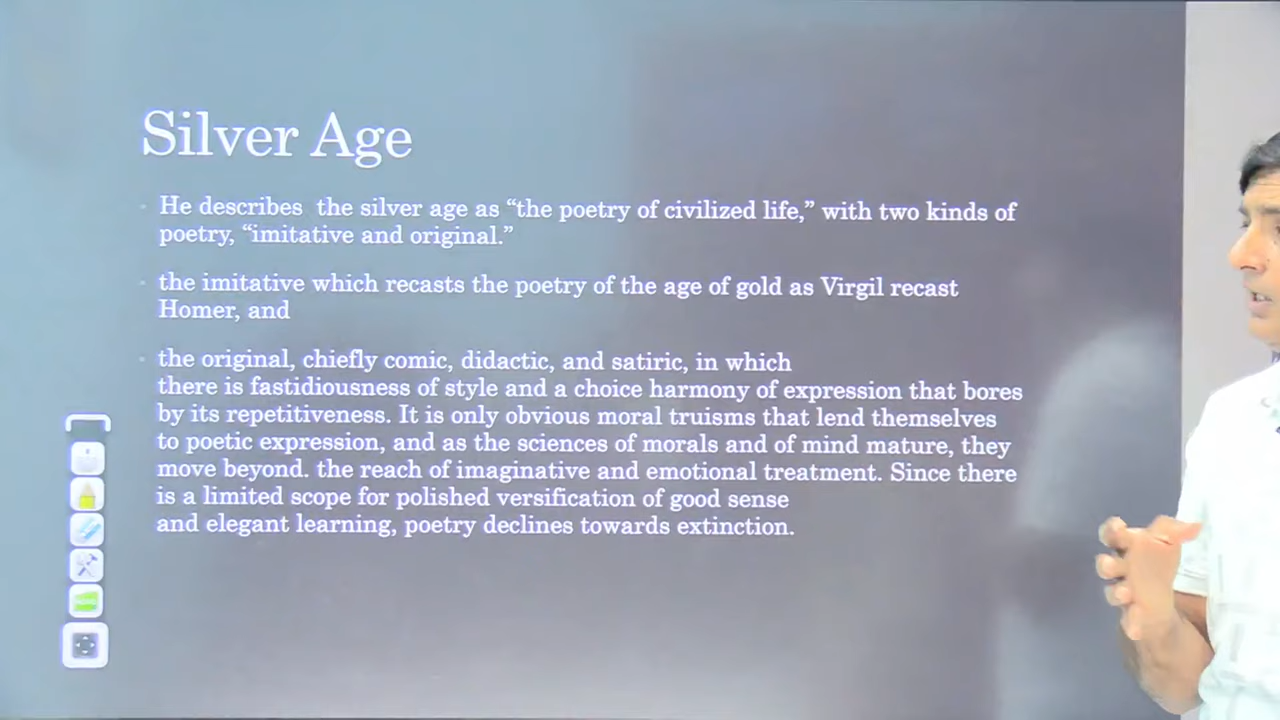 Silver Age
He describes the silver age as “the poetry of civilized life,” with two kinds of
poetry, “imitative and original.”
the imitative which recasts the poetry of the age of gold as Virgil recast
Homer, and
the original, chiefly comic, didactic, and satiric, in which
there is fastidiousness of style and a choice harmony of expression that bores
by its repetitiveness. It is only obvious moral truisms that lend themselves
to poetic expression, and as the sciences of morals and of mind mature, they
move beyond. the reach of imaginative and emotional treatment. Since there
is a limited scope for polished versification of good sense
and elegant learning, poetry declines towards extinction.